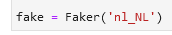 fake = Faker('nl_NL')